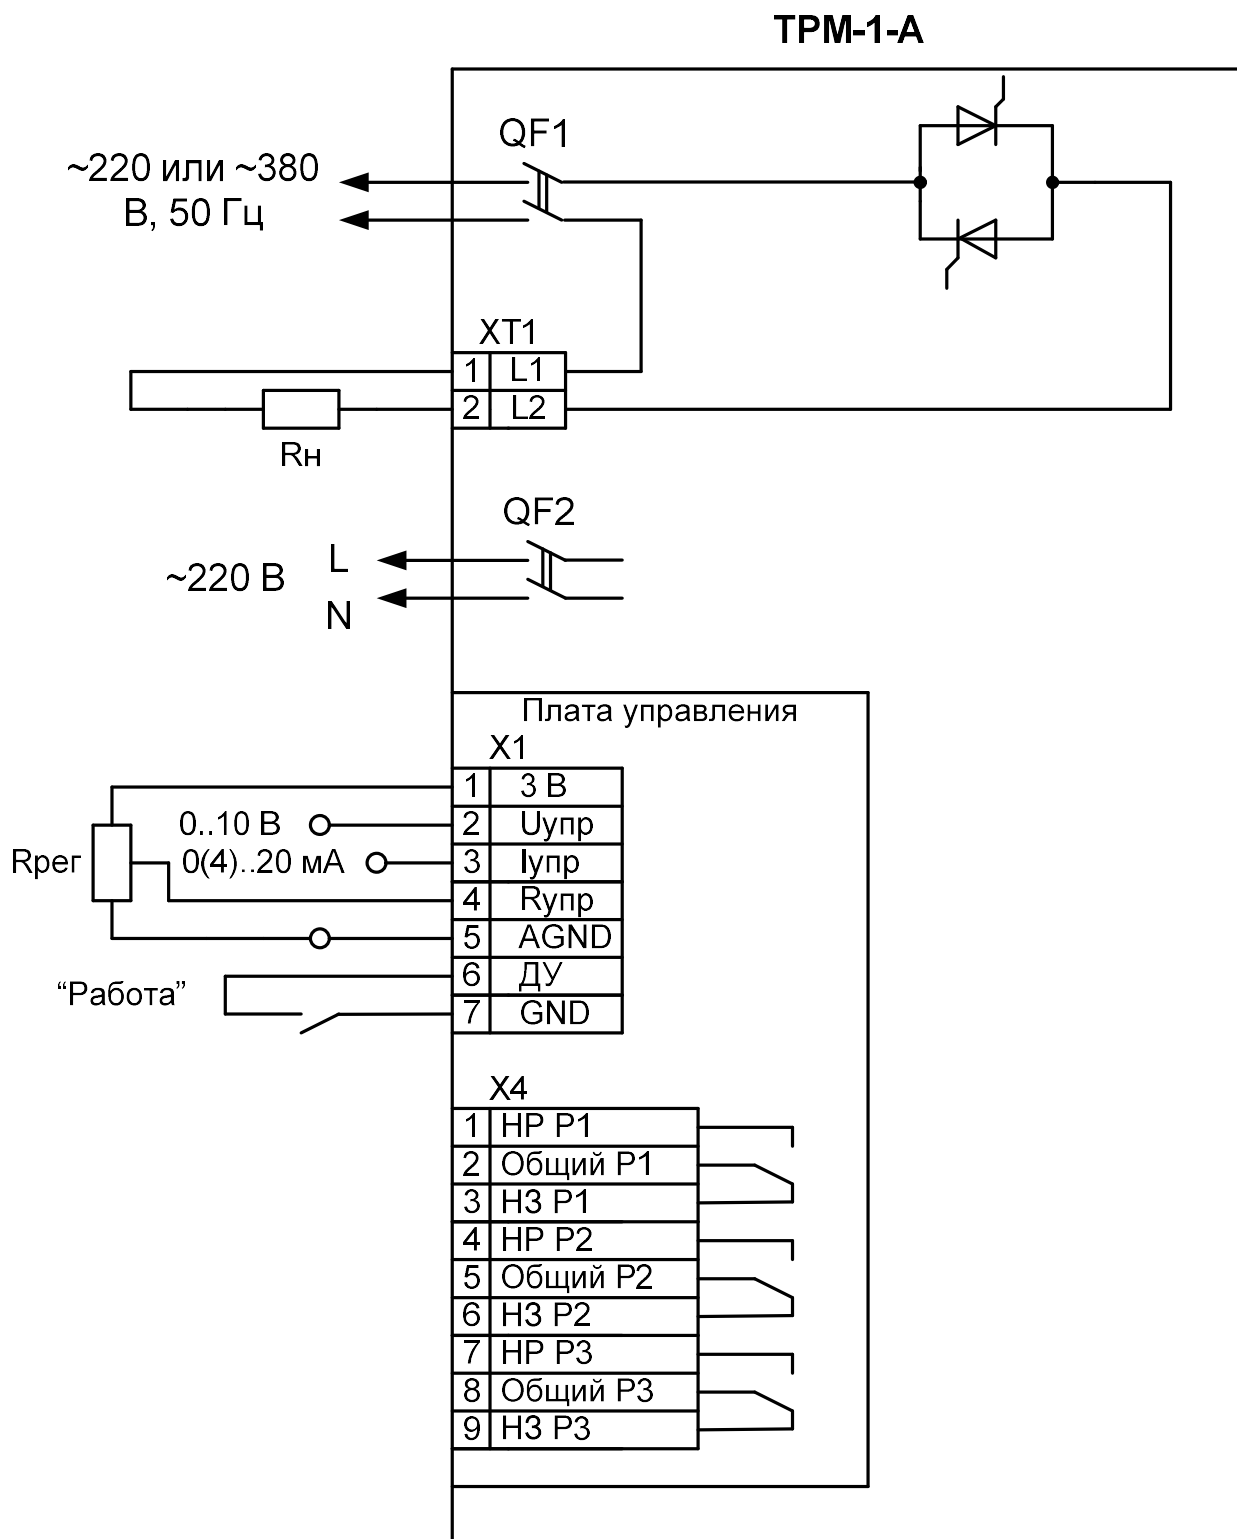 ТРМ-1-А
QF1
~220 или ~380
В, 50 Гц
XT1
1 L1
2 L2
Rн
QF2
~220 В
L
N
Плата управления
X1
1 3 В
0..10 В 2 Uупр
Rрег 0(4)..20 мА 3 Iупр
4 Rупр
5 AGND
“Работа” 6 ДУ
7 GND
X4
1 НР Р1
2 Общий Р1
3 НЗ Р1
4 НР Р2
5 Общий Р2
6 НЗ Р2
7 НР Р3
8 Общий Р3
9 НЗ Р3